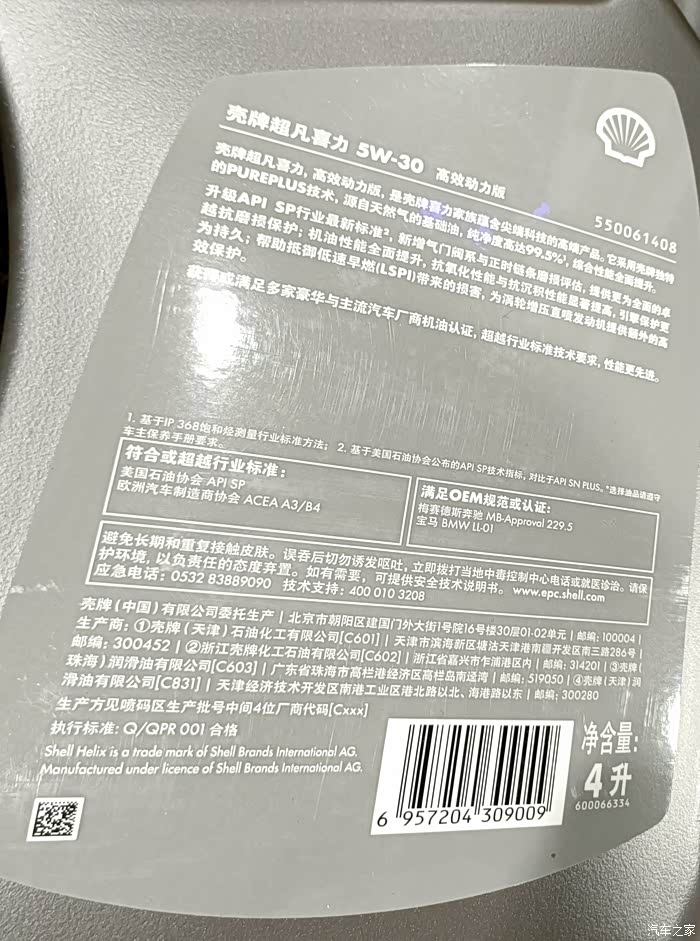 壳牌超凡喜力 5W-30 高效动力版
550061408
壳牌超凡喜力, 高效动力版, 是壳牌喜力家族蕴含尖端科技的高端产品。它采用壳牌独特
的PUREPLUS技术, 源自天然气的基础油, 纯净度高达99.5%¹, 综合性能全面提升。
升级API SP行业最新标准², 新增气门阀系与正时链条磨损评估, 提供更为全面的卓
越抗磨损保护; 机油性能全面提升, 抗氧化性能与抗沉积性能显著提高, 引擎保护更
为持久; 帮助抵御低速早燃(LSPI)带来的损害, 为涡轮增压直喷发动机提供额外的高
效保护。
获得或满足多家豪华与主流汽车厂商机油认证, 超越行业标准技术要求, 性能更先进。
1. 基于IP 368饱和烃测量行业标准方法; 2. 基于美国石油协会公布的API SP技术指标, 对比于API SN PLUS。*选择油品请遵守
车主保养手册要求。
符合或超越行业标准:
美国石油协会 API SP
欧洲汽车制造商协会 ACEA A3/B4
满足OEM规范或认证:
梅赛德斯奔驰 MB-Approval 229.5
宝马 BMW LL-01
避免长期和重复接触皮肤。误吞后切勿诱发呕吐, 立即拨打当地中毒控制中心电话或就医诊治。请保
护环境, 以负责任的态度弃置。如有需要, 可提供安全技术说明书。www.epc.shell.com
应急电话: 0532 83889090 技术支持: 400 010 3208
壳牌 (中国) 有限公司委托生产 | 北京市朝阳区建国门外大街1号院16号楼30层01-02单元 | 邮编: 100004 |
生产商: ①壳牌 (天津) 石油化工有限公司[C601] | 天津市滨海新区塘沽天津港南疆开发区南三路286号 |
邮编: 300452 | ②浙江壳牌化工石油有限公司[C602] | 浙江省嘉兴市乍浦港区内 | 邮编: 314201 | ③壳牌 (
珠海) 润滑油有限公司[C603] | 广东省珠海市高栏港经济区高栏岛南迳湾 | 邮编: 519050 | ④壳牌 (天津) 润
滑油有限公司[C831] | 天津经济技术开发区南港工业区港北路以北、海港路以东 | 邮编: 300280
生产方见喷码区生产批号中间4位厂商代码[Cxxx]
执行标准: Q/QPR 001 合格
Shell Helix is a trade mark of Shell Brands International AG.
Manufactured under licence of Shell Brands International AG.
净含量:
4 升
600066334
6 957204 309009
汽车之家